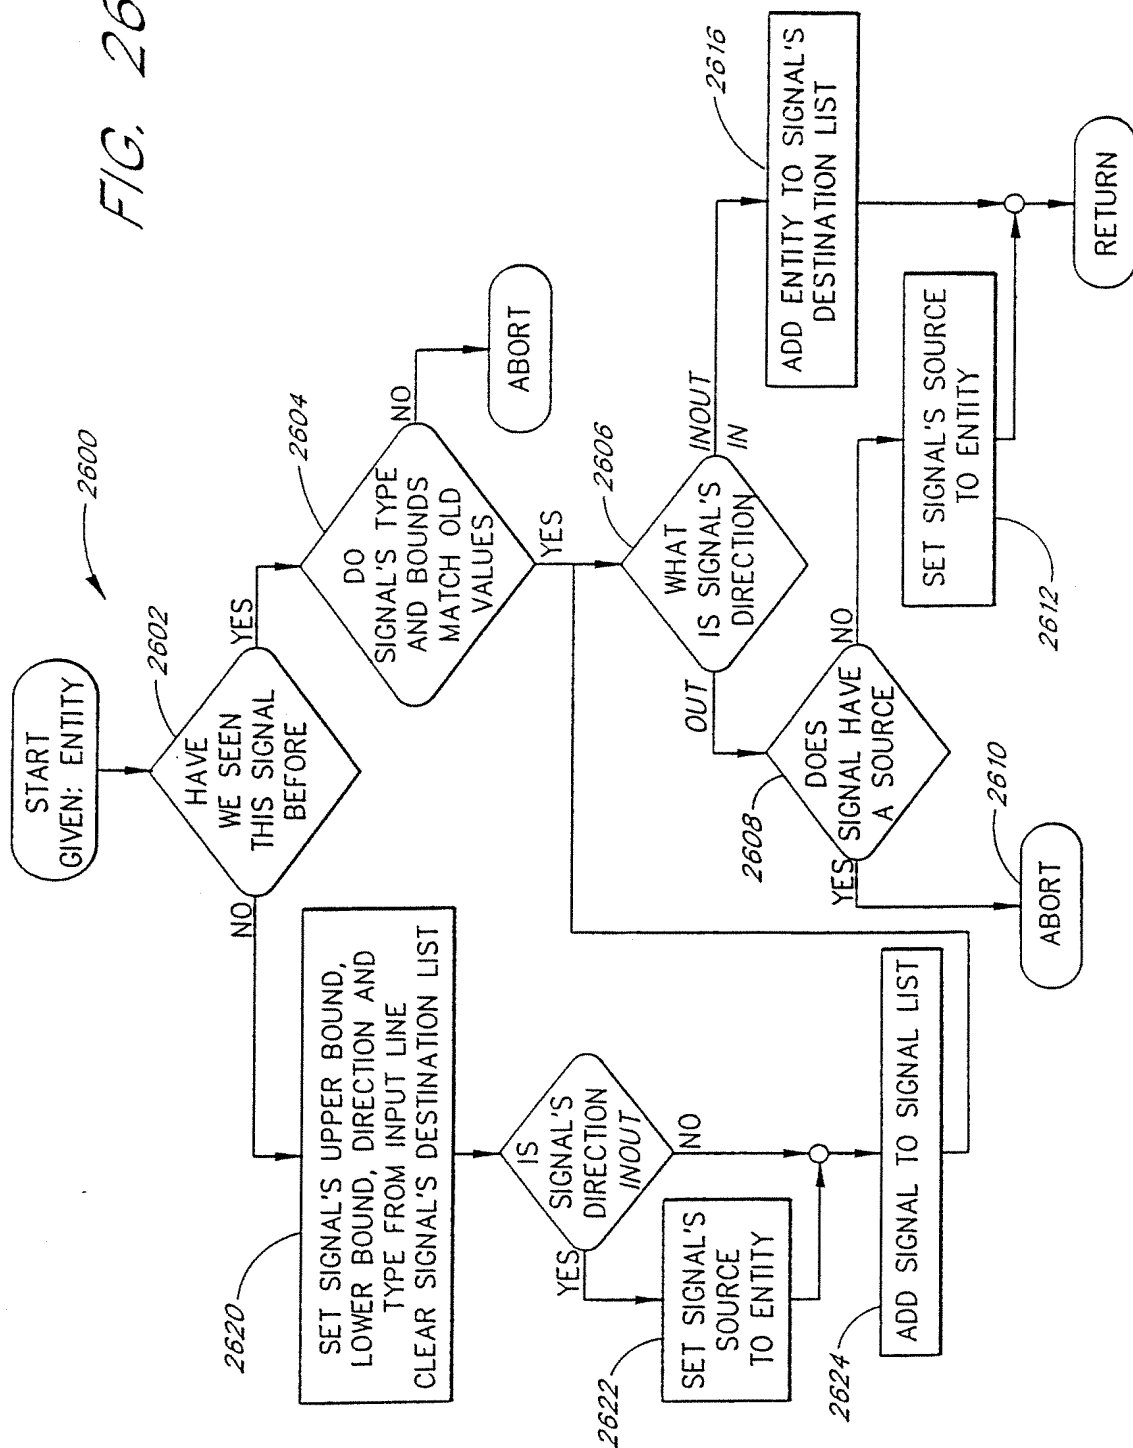 FIG. 26
2600
START
GIVEN: ENTITY
2602
HAVE
WE SEEN
THIS SIGNAL
BEFORE
NO
YES
2604
DO
SIGNAL'S TYPE
AND BOUNDS
MATCH OLD
VALUES
NO
YES
ABORT
2606
WHAT
IS SIGNAL'S
DIRECTION
OUT
INOUT
IN
2616
ADD ENTITY TO SIGNAL'S
DESTINATION LIST
2608
DOES
SIGNAL HAVE
A SOURCE
YES
NO
2610
ABORT
2612
SET SIGNAL'S SOURCE
TO ENTITY
RETURN
2620
SET SIGNAL'S UPPER BOUND,
LOWER BOUND, DIRECTION AND
TYPE FROM INPUT LINE
CLEAR SIGNAL'S DESTINATION LIST
IS
SIGNAL'S
DIRECTION
INOUT
YES
NO
2622
SET SIGNAL'S
SOURCE
TO ENTITY
2624
ADD SIGNAL TO SIGNAL LIST